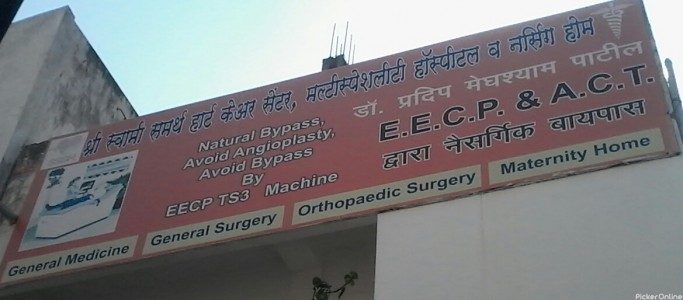 श्री स्वामी समर्थ हार्ट केअर सेंटर, मल्टीस्पेशलीटी हॉस्पीटल व नर्सिंग होम
डॉ. प्रदिप मेघश्याम पाटील
Natural Bypass,
Avoid Angioplasty,
Avoid Bypass
By
EECP TS3 Machine
E.E.C.P. & A.C.T.
द्वारा नैसर्गिक बायपास
General Medicine
General Surgery
Orthopaedic Surgery
Maternity Home
PickerOnline